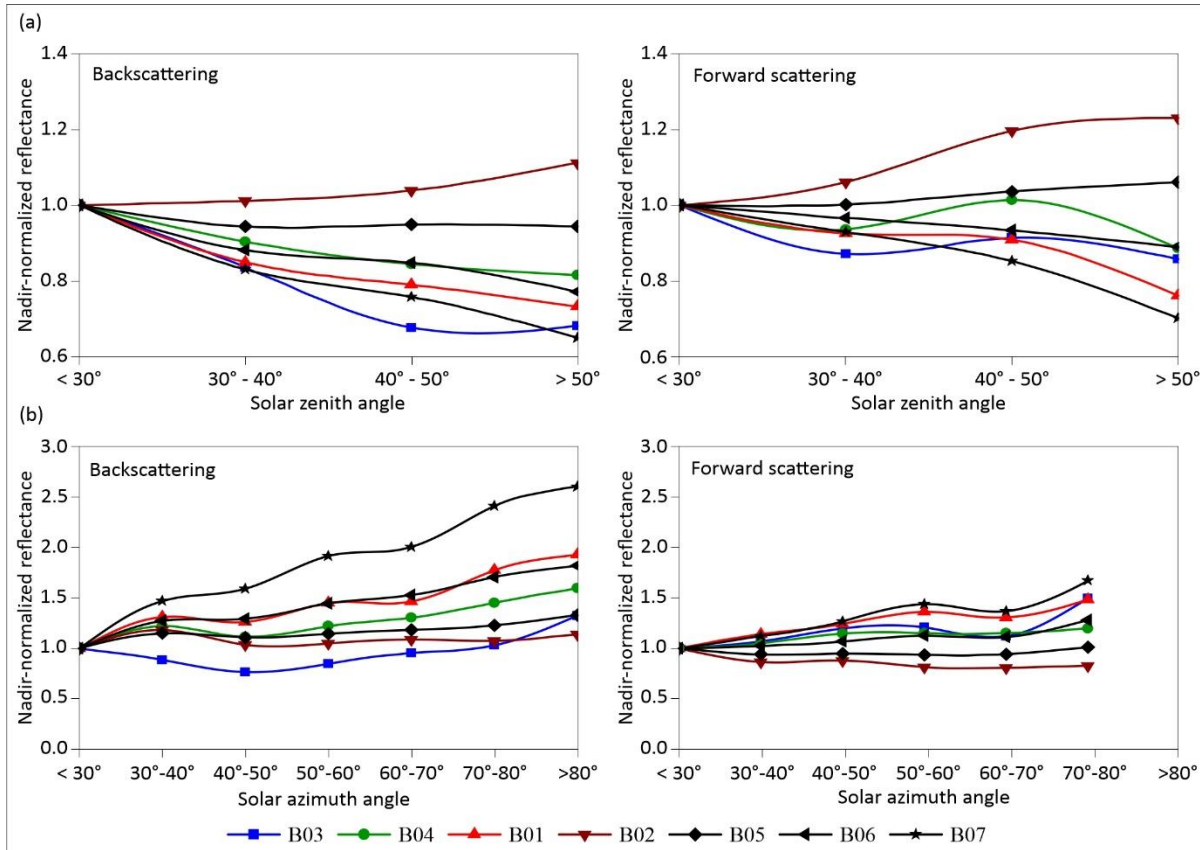 (a)
1.4
1.2
1.0
0.8
0.6
Nadir-normalized reflectance
Backscattering
< 30° 30° - 40° 40° - 50° > 50°
Solar zenith angle
1.4
1.2
1.0
0.8
0.6
Nadir-normalized reflectance
Forward scattering
< 30° 30° - 40° 40° - 50° > 50°
Solar zenith angle
(b)
3.0
2.5
2.0
1.5
1.0
0.5
0.0
Nadir-normalized reflectance
Backscattering
< 30° 30°-40° 40°-50° 50°-60° 60°-70° 70°-80° >80°
Solar azimuth angle
3.0
2.5
2.0
1.5
1.0
0.5
0.0
Nadir-normalized reflectance
Forward scattering
< 30° 30°-40° 40°-50° 50°-60° 60°-70° 70°-80° >80°
Solar azimuth angle
B03 B04 B01 B02 B05 B06 B07